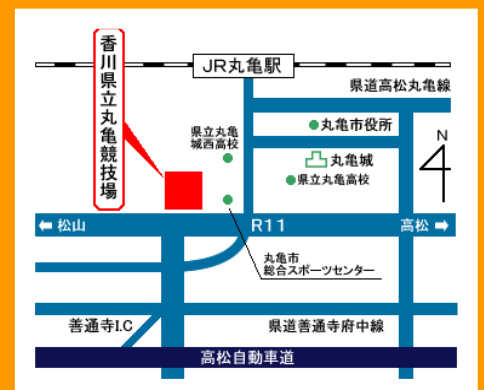 香川県立丸亀競技場
JR丸亀駅
県道高松丸亀線
丸亀市役所
県立丸亀
城西高校
N
丸亀城
県立丸亀高校
← 松山
R11
高松 →
丸亀市
総合スポーツセンター
善通寺I.C
県道善通寺府中線
高松自動車道